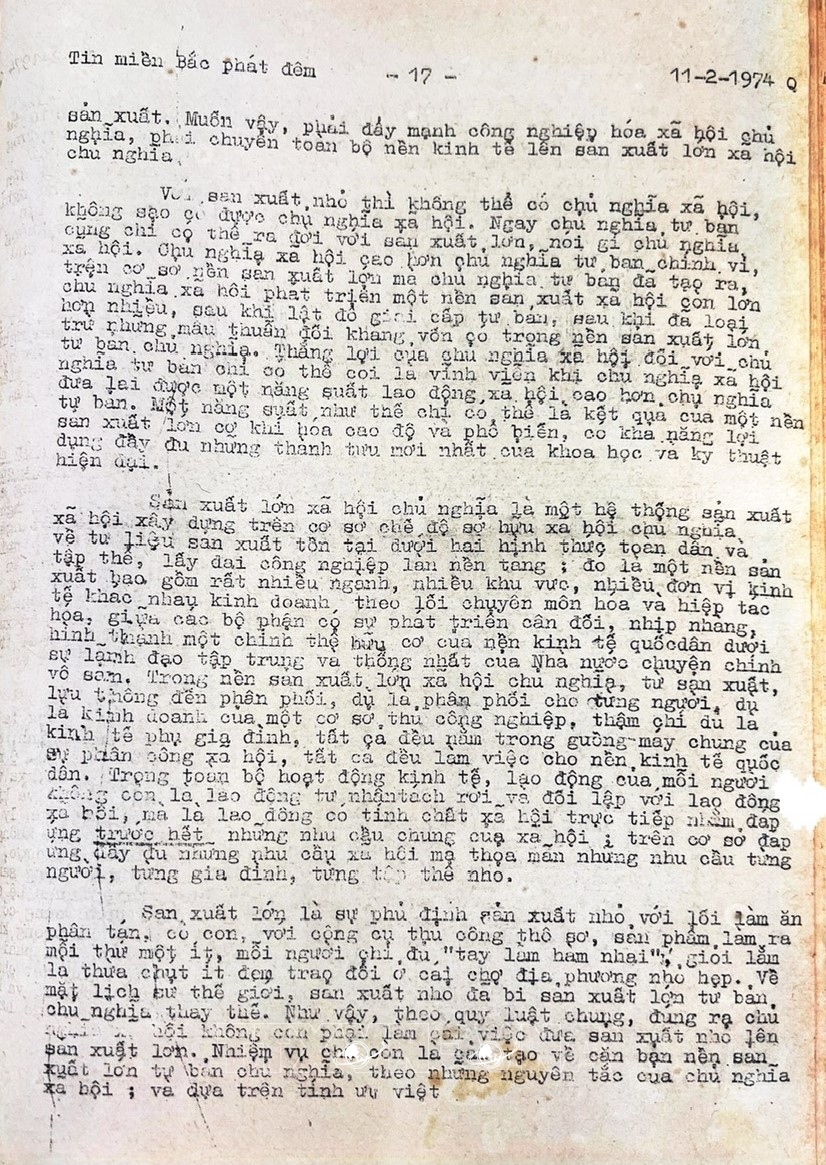 Tin miền Bắc phát đêm - 17 - 11-2-1974 Q
sản xuất. Muốn vậy, phải đẩy mạnh công nghiệp hóa xã hội chủ
nghĩa, phải chuyển toàn bộ nền kinh tế lên sản xuất lớn xã hội
chủ nghĩa.
Với sản xuất nhỏ thì không thể có chủ nghĩa xã hội,
không sao có được chủ nghĩa xã hội. Ngay chủ nghĩa tư bản
cũng chỉ có thể ra đời với sản xuất lớn, nói gì chủ nghĩa
xã hội. Chủ nghĩa xã hội cao hơn chủ nghĩa tư bản chính vì,
trên cơ sở nền sản xuất lớn mà chủ nghĩa tư bản đã tạo ra,
chủ nghĩa xã hội phát triển một nền sản xuất xã hội còn lớn
hơn nhiều, sau khi lật đổ giai cấp tư bản, sau khi đã loại
trừ những mâu thuẫn đối kháng vốn có trong nền sản xuất lớn
tư bản chủ nghĩa. Thắng lợi của chủ nghĩa xã hội đối với chủ
nghĩa tư bản chỉ có thể coi là vĩnh viễn khi chủ nghĩa xã hội
đưa lại được một năng suất lao động xã hội cao hơn chủ nghĩa
tư bản. Một năng suất như thế chỉ có thể là kết quả của một nền
sản xuất lớn cơ khí hóa cao độ và phổ biến, có khả năng lợi
dụng đầy đủ những thành tựu mới nhất của khoa học và kỹ thuật
hiện đại.
Sản xuất lớn xã hội chủ nghĩa là một hệ thống sản xuất
xã hội xây dựng trên cơ sở chế độ sở hữu xã hội chủ nghĩa
về tư liệu sản xuất tồn tại dưới hai hình thức toàn dân và
tập thể, lấy đại công nghiệp làm nền tảng ; đó là một nền sản
xuất bao gồm rất nhiều ngành, nhiều khu vực, nhiều đơn vị kinh
tế khác nhau kinh doanh theo lối chuyên môn hóa và hiệp tác
hóa, giữa các bộ phận có sự phát triển cân đối, nhịp nhàng,
hình thành một chỉnh thể hữu cơ của nền kinh tế quốcdân dưới
sự lãnh đạo tập trung và thống nhất của Nhà nước chuyên chính
vô sản. Trong nền sản xuất lớn xã hội chủ nghĩa, từ sản xuất,
lưu thông đến phân phối, dù là phân phối cho từng người, dù
là kinh doanh của một cơ sở thủ công nghiệp, thậm chí dù là
kinh tế phụ gia đình, tất cả đều nằm trong guồng máy chung của
sự phân công xã hội, tất cả đều làm việc cho nền kinh tế quốc
dân. Trong toàn bộ hoạt động kinh tế, lao động của mỗi người
không còn là lao động tư nhântách rời và đối lập với lao động
xã hội, mà là lao động có tính chất xã hội trực tiếp nhằm đáp
ứng trước hết những nhu cầu chung của xã hội ; trên cơ sở đáp
ứng đầy đủ những nhu cầu xã hội mà thỏa mãn những nhu cầu từng
người, từng gia đình, từng tập thể nhỏ.
Sản xuất lớn là sự phủ định sản xuất nhỏ với lối làm ăn
phân tán, cò con, với công cụ thủ công thô sơ, sản phẩm làm ra
mỗi thứ một ít, mỗi người chỉ đủ "tay làm hàm nhai", giỏi lắm
là thừa chút ít đem trao đổi ở cái chợ địa phương nhỏ hẹp. Về
mặt lịch sử thế giới, sản xuất nhỏ đã bị sản xuất lớn tư bản
chủ nghĩa thay thế. Như vậy, theo quy luật chung, đúng ra chủ
nghĩa xã hội không còn phải làm cái việc đưa sản xuất nhỏ lên
sản xuất lớn. Nhiệm vụ chỉ còn là cải tạo về căn bản nền sản
xuất lớn tư bản chủ nghĩa, theo những nguyên tắc của chủ nghĩa
xã hội ; và dựa trên tính ưu việt